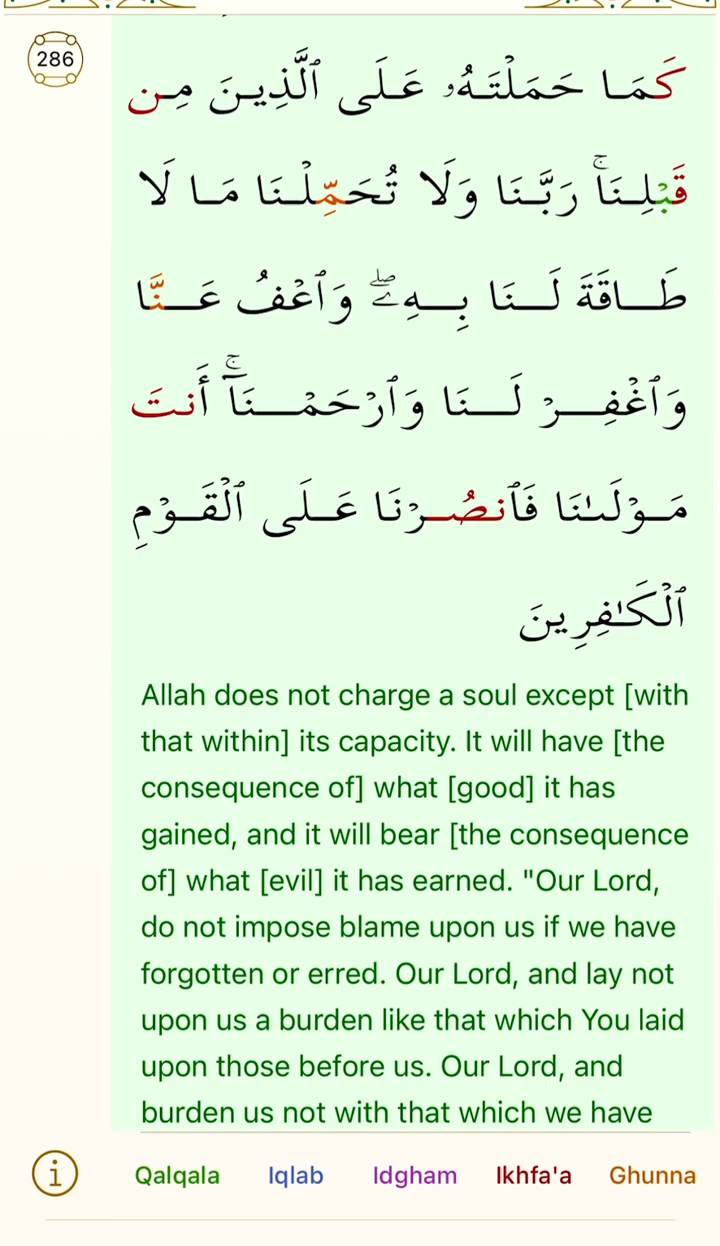 286
كَمَا حَمَلْتَهُۥ عَلَى ٱلَّذِينَ مِن
قَبْلِنَاۚ رَبَّنَا وَلَا تُحَمِّلْنَا مَا لَا
طَاقَةَ لَنَا بِهِۦۖ وَٱعْفُ عَنَّا
وَٱغْفِرْ لَنَا وَٱرْحَمْنَآۚ أَنتَ
مَوْلَىٰنَا فَٱنصُرْنَا عَلَى ٱلْقَوْمِ
ٱلْكَٰفِرِينَ
Allah does not charge a soul except [with
that within] its capacity. It will have [the
consequence of] what [good] it has
gained, and it will bear [the consequence
of] what [evil] it has earned. "Our Lord,
do not impose blame upon us if we have
forgotten or erred. Our Lord, and lay not
upon us a burden like that which You laid
upon those before us. Our Lord, and
burden us not with that which we have
i Qalqala Iqlab Idgham Ikhfa'a Ghunna